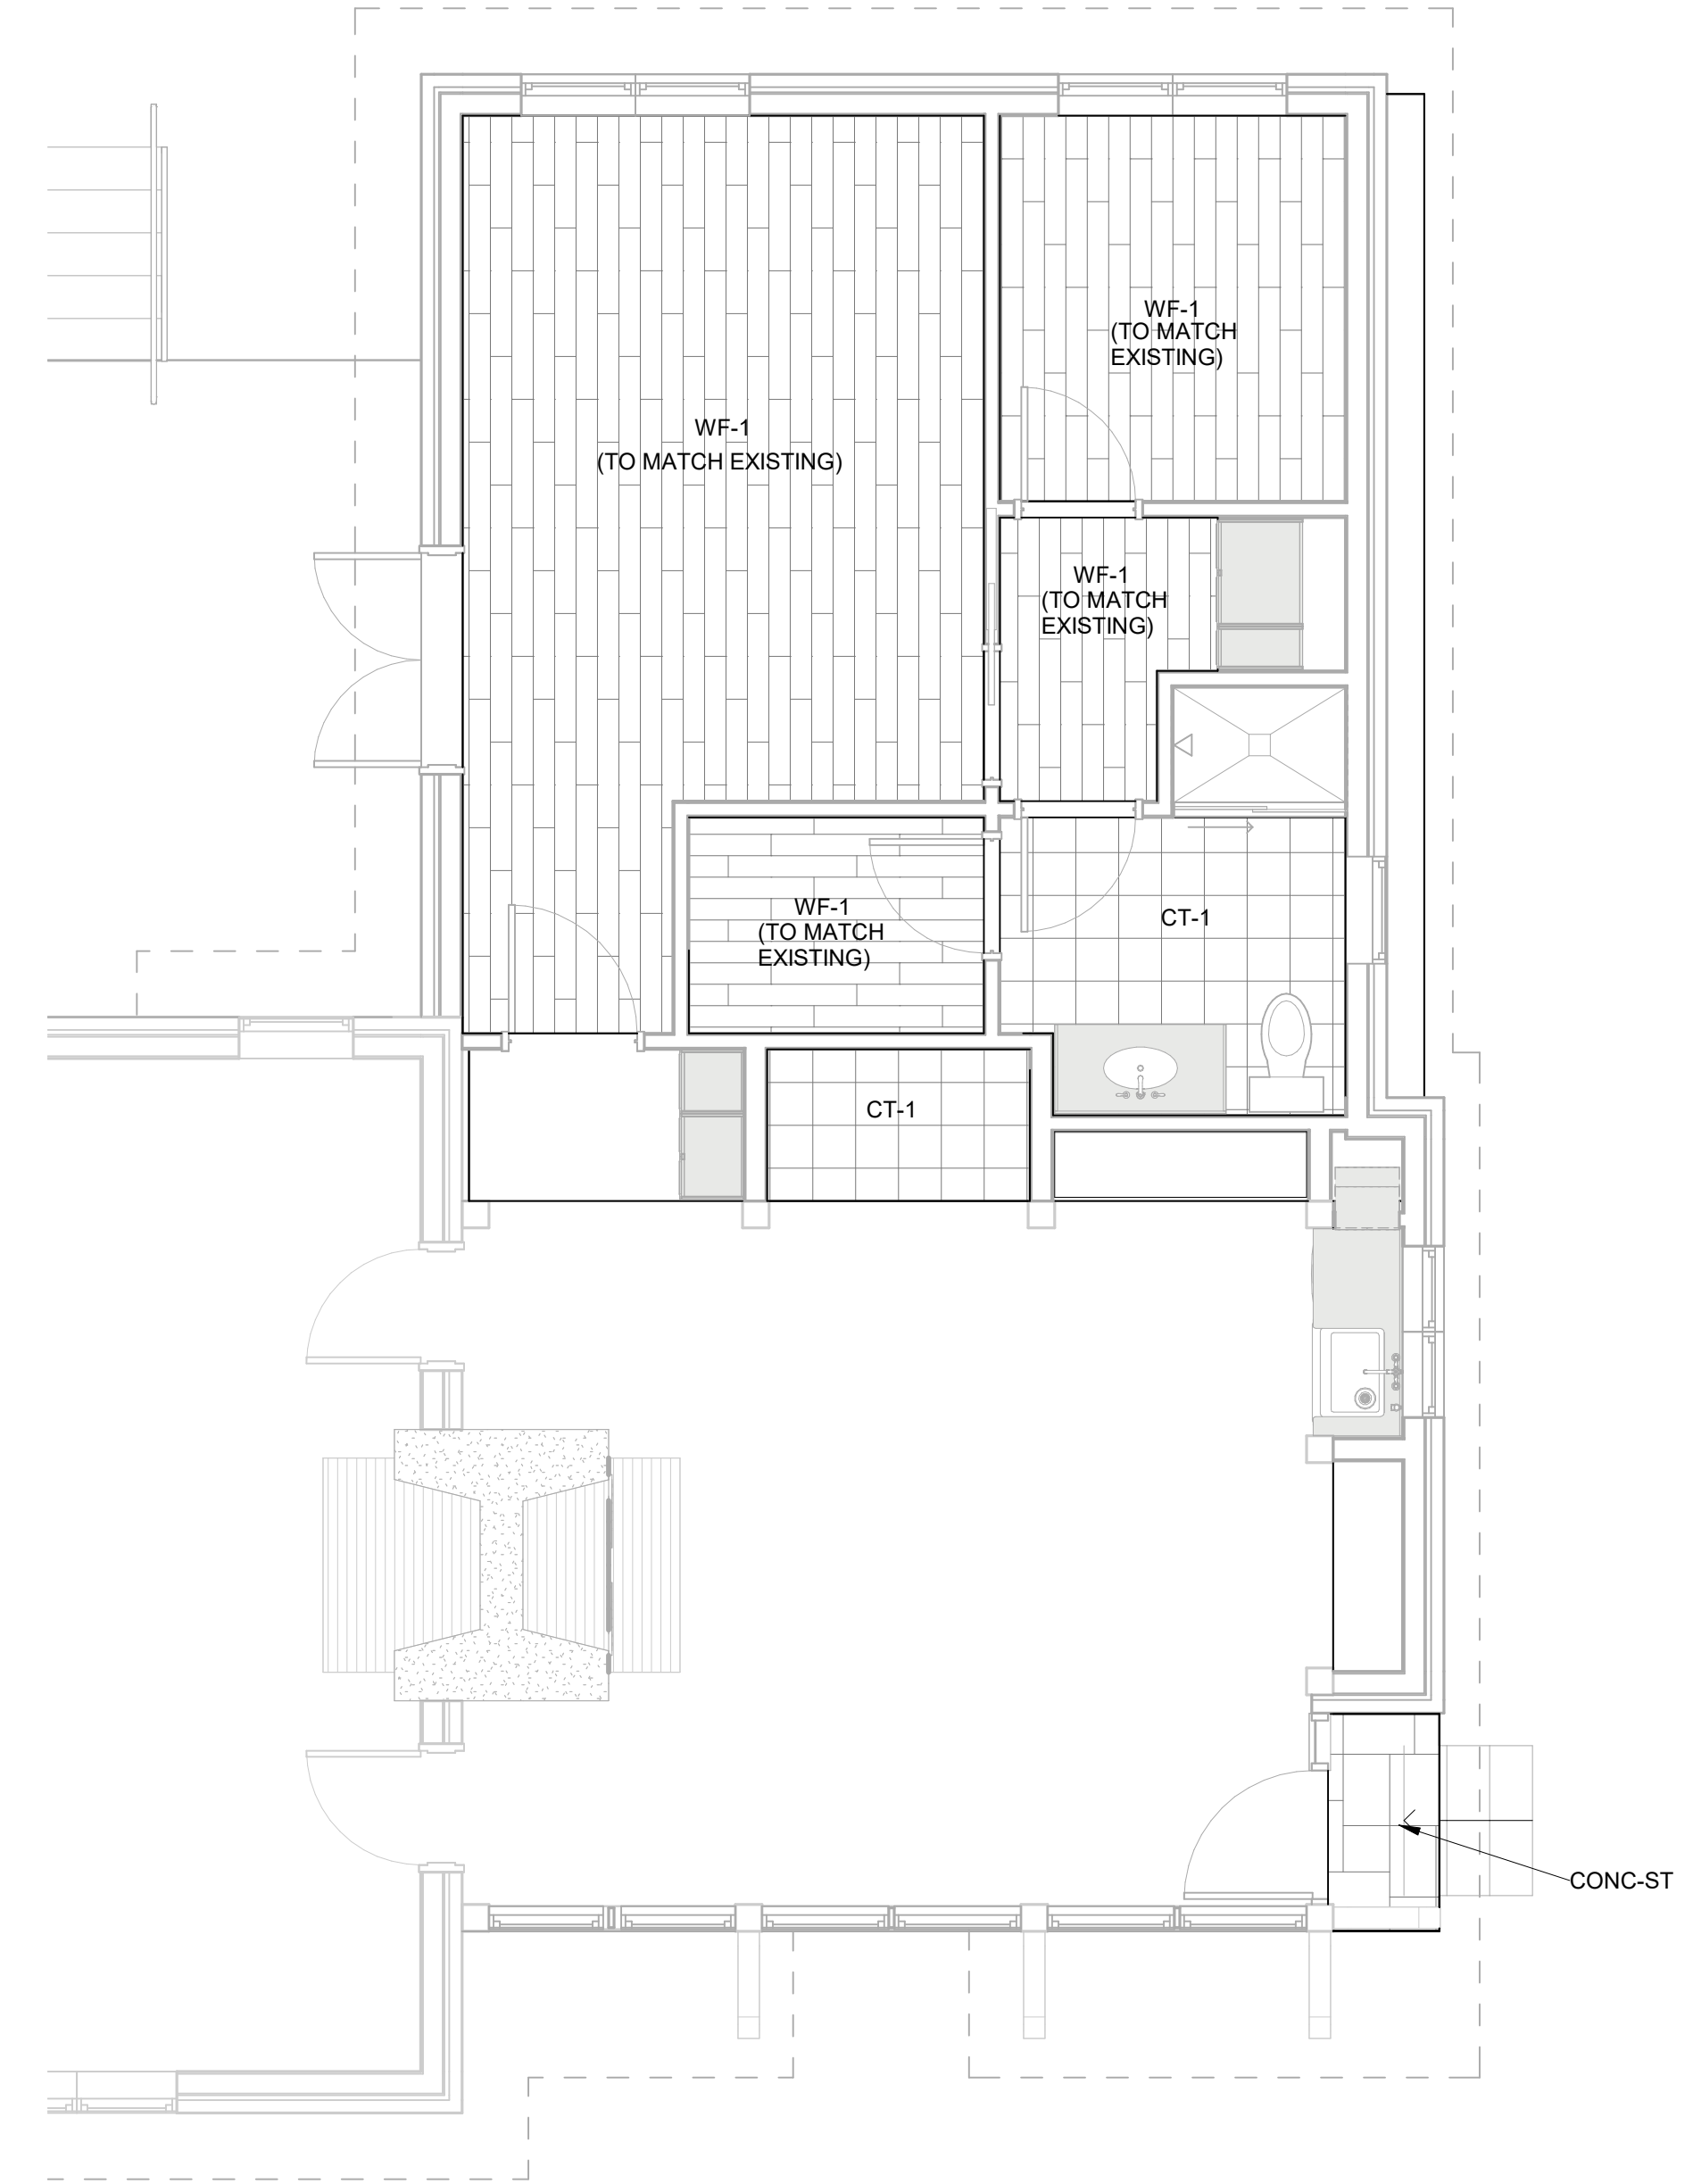 WF-1
(TO MATCH
EXISTING)
WF-1
(TO MATCH EXISTING)
WF-1
(TO MATCH
EXISTING)
WF-1
(TO MATCH
EXISTING)
CT-1
CT-1
CONC-ST